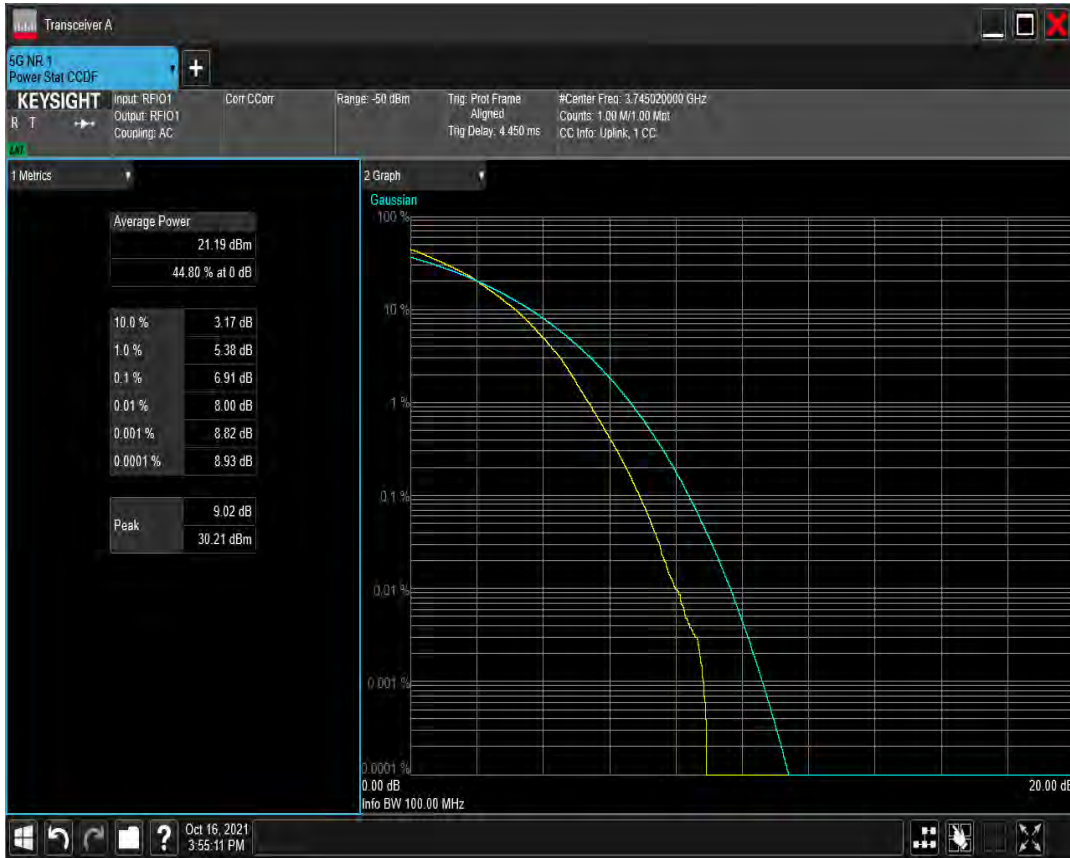 Transceiver A
5G NR 1
Power Stat CCDF
+
KEYSIGHT
R T
LXI
Input: RFIO1
Output: RFIO1
Coupling: AC
Corr CCorr
Range: -50 dBm
Trig: Prot Frame
Aligned
Trig Delay: 4.450 ms
#Center Freq: 3.745020000 GHz
Counts: 1.00 M/1.00 Mpt
CC Info: Uplink, 1 CC
1 Metrics
Average Power
21.19 dBm
44.80 % at 0 dB
10.0 % 3.17 dB
1.0 % 5.38 dB
0.1 % 6.91 dB
0.01 % 8.00 dB
0.001 % 8.82 dB
0.0001 % 8.93 dB
Peak 9.02 dB
30.21 dBm
2 Graph
Gaussian
100 %
10 %
1 %
0.1 %
0.01 %
0.001 %
0.0001 %
0.00 dB 20.00 dB
Info BW 100.00 MHz
?
Oct 16, 2021
3:55:11 PM